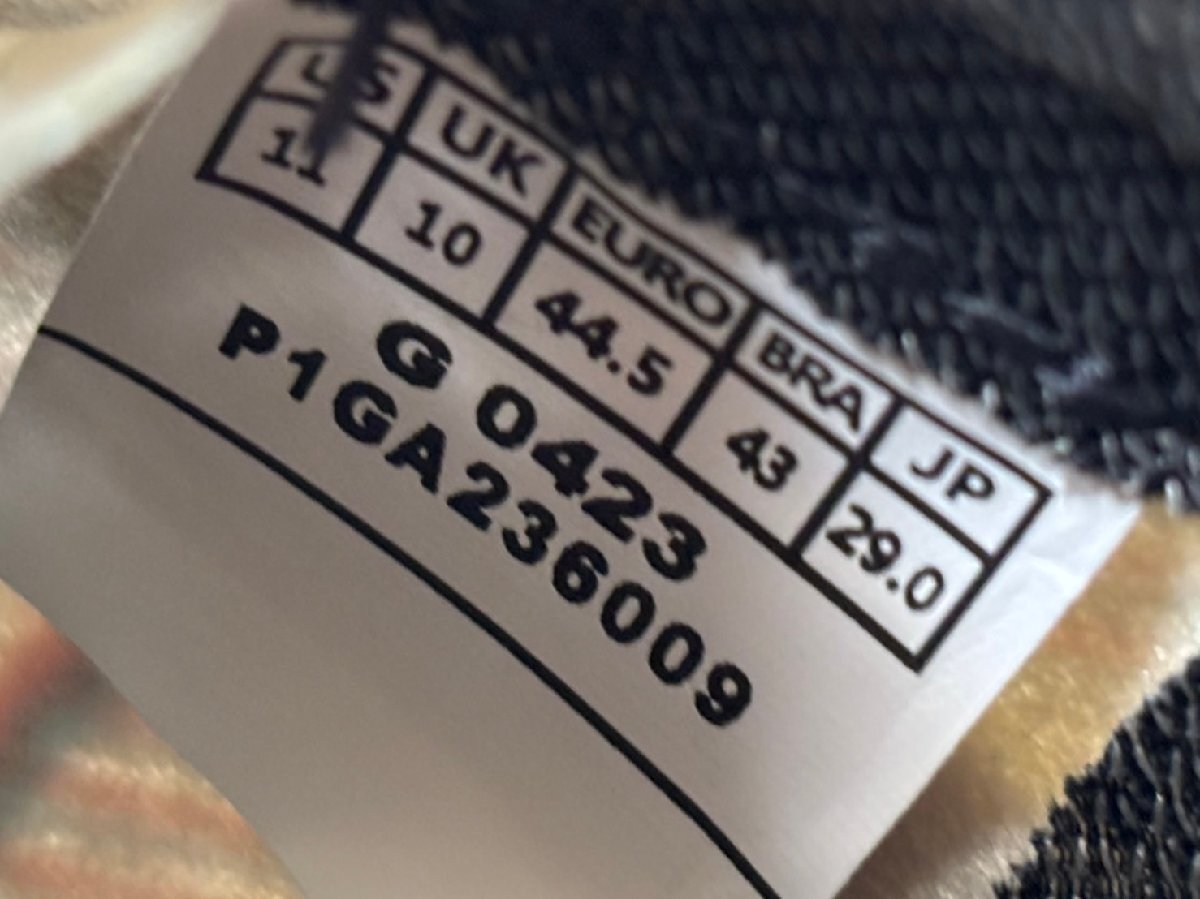 US UK EURO BRA JP
11 10 44.5 43 29.0
G 0423
P1GA236009